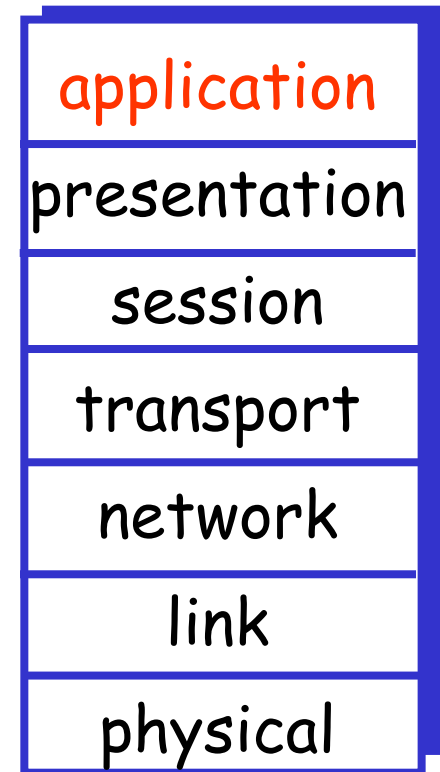 application
presentation
session
transport
network
link
physical